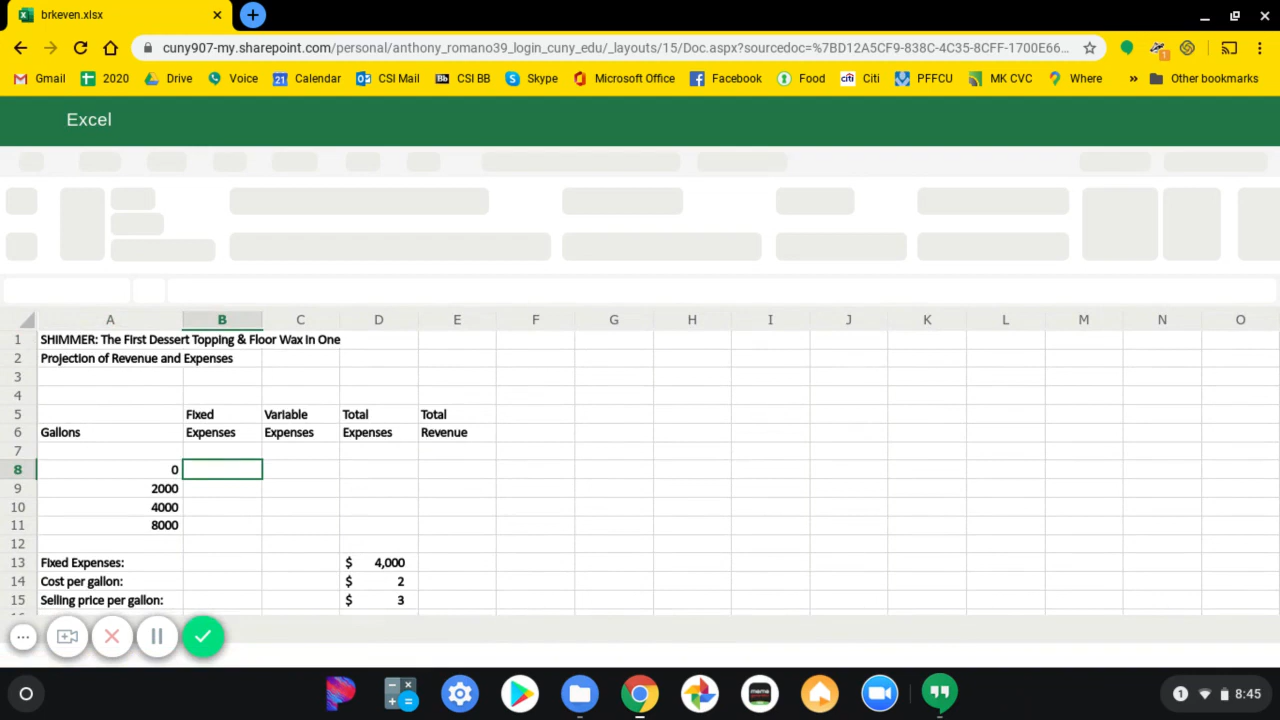 brkeven.xlsx
cuny907-my.sharepoint.com/personal/anthony_romano39_login_cuny_edu/_layouts/15/Doc.aspx?sourcedoc=%7BD12A5CF9-838C-4C35-8CFF-1700E66...
Gmail 2020 Drive Voice 21 Calendar CSI Mail Bb CSI BB Skype Microsoft Office Facebook Food citi Citi PFFCU MK CVC Where » Other bookmarks
Excel
A B C D E F G H I J K L M N O
1 SHIMMER: The First Dessert Topping & Floor Wax In One
2 Projection of Revenue and Expenses
3
4
5 Fixed Variable Total Total
6 Gallons Expenses Expenses Expenses Revenue
7
8 0
9 2000
10 4000
11 8000
12
13 Fixed Expenses: $ 4,000
14 Cost per gallon: $ 2
15 Selling price per gallon: $ 3
1 8:45